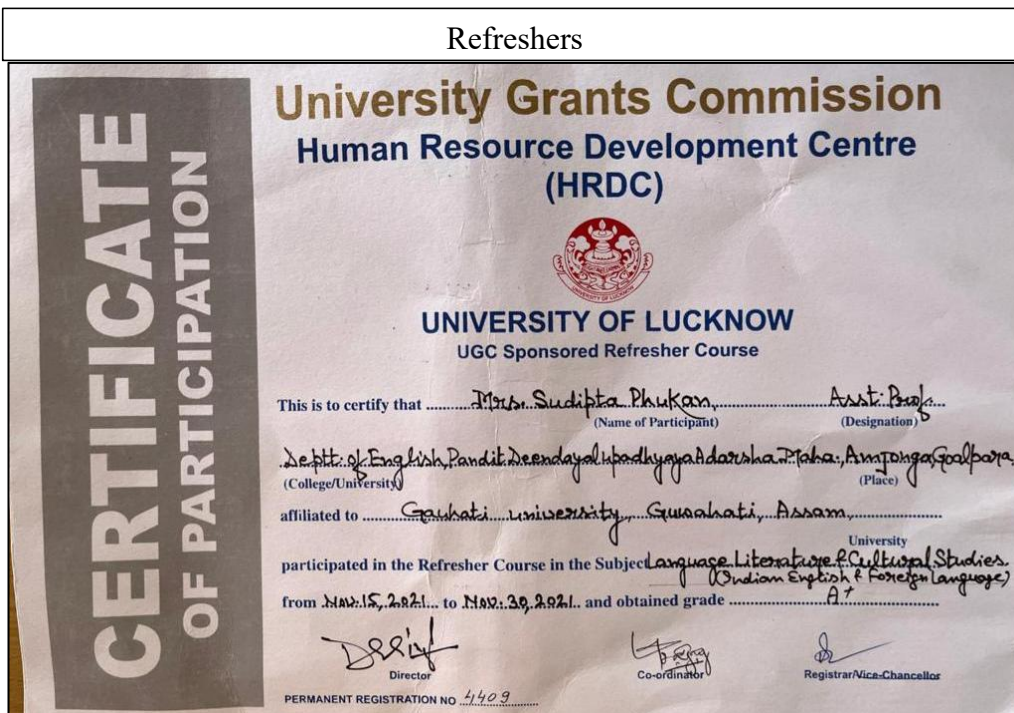 Refreshers
CERTIFICATE
OF PARTICIPATION
University Grants Commission
Human Resource Development Centre
(HRDC)
UNIVERSITY OF LUCKNOW
UNIVERSITY OF LUCKNOW
UGC Sponsored Refresher Course
This is to certify that Mrs. Sudipta Phukan, Asst. Prof.
(Name of Participant) (Designation)
Deptt: of English, Pandit Deendayal upadhyaya Adarsha Maha., Amjonga, Goalpara,
(College/University) (Place)
affiliated to Gauhati university, Guwahati, Assam,
University
participated in the Refresher Course in the Subject Language Literature & Cultural Studies.
(Indian English & Foreign Language)
from Nov. 15, 2021 to Nov. 30, 2021 and obtained grade A+
Director Co-ordinator Registrar/Vice-Chancellor
PERMANENT REGISTRATION NO 4409